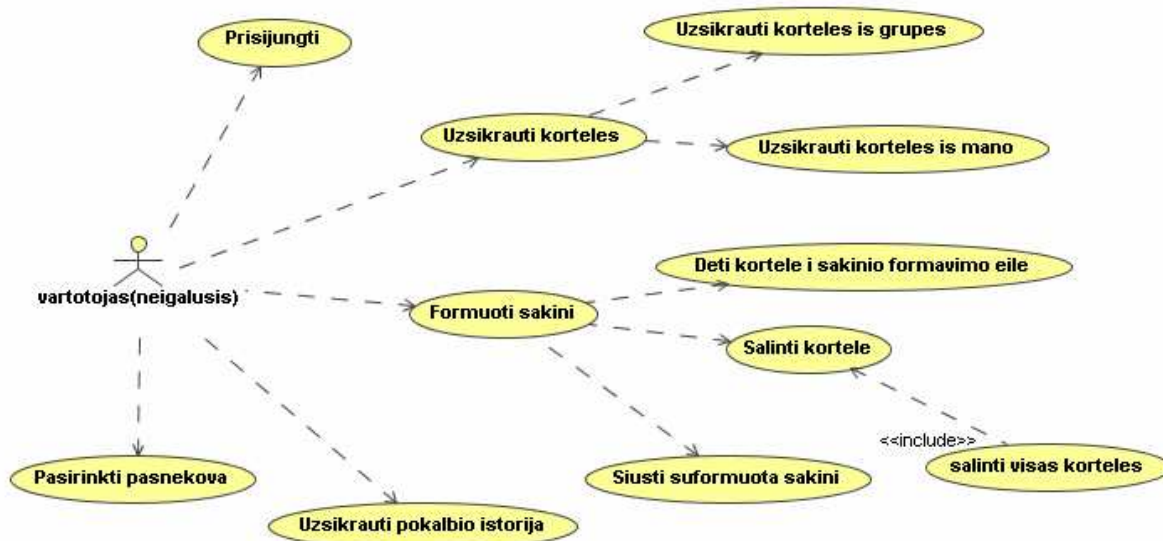 Uzsikrauti korteles is grupes
Prisijungti
Uzsikrauti korteles
Uzsikrauti korteles is mano
Deti kortele i sakinio formavimo eile
vartotojas(neigalusis)
Formuoti sakini
Salinti kortele
<<include>>
Pasirinkti pasnekova
Siusti suformuota sakini
salinti visas korteles
Uzsikrauti pokalbio istorija